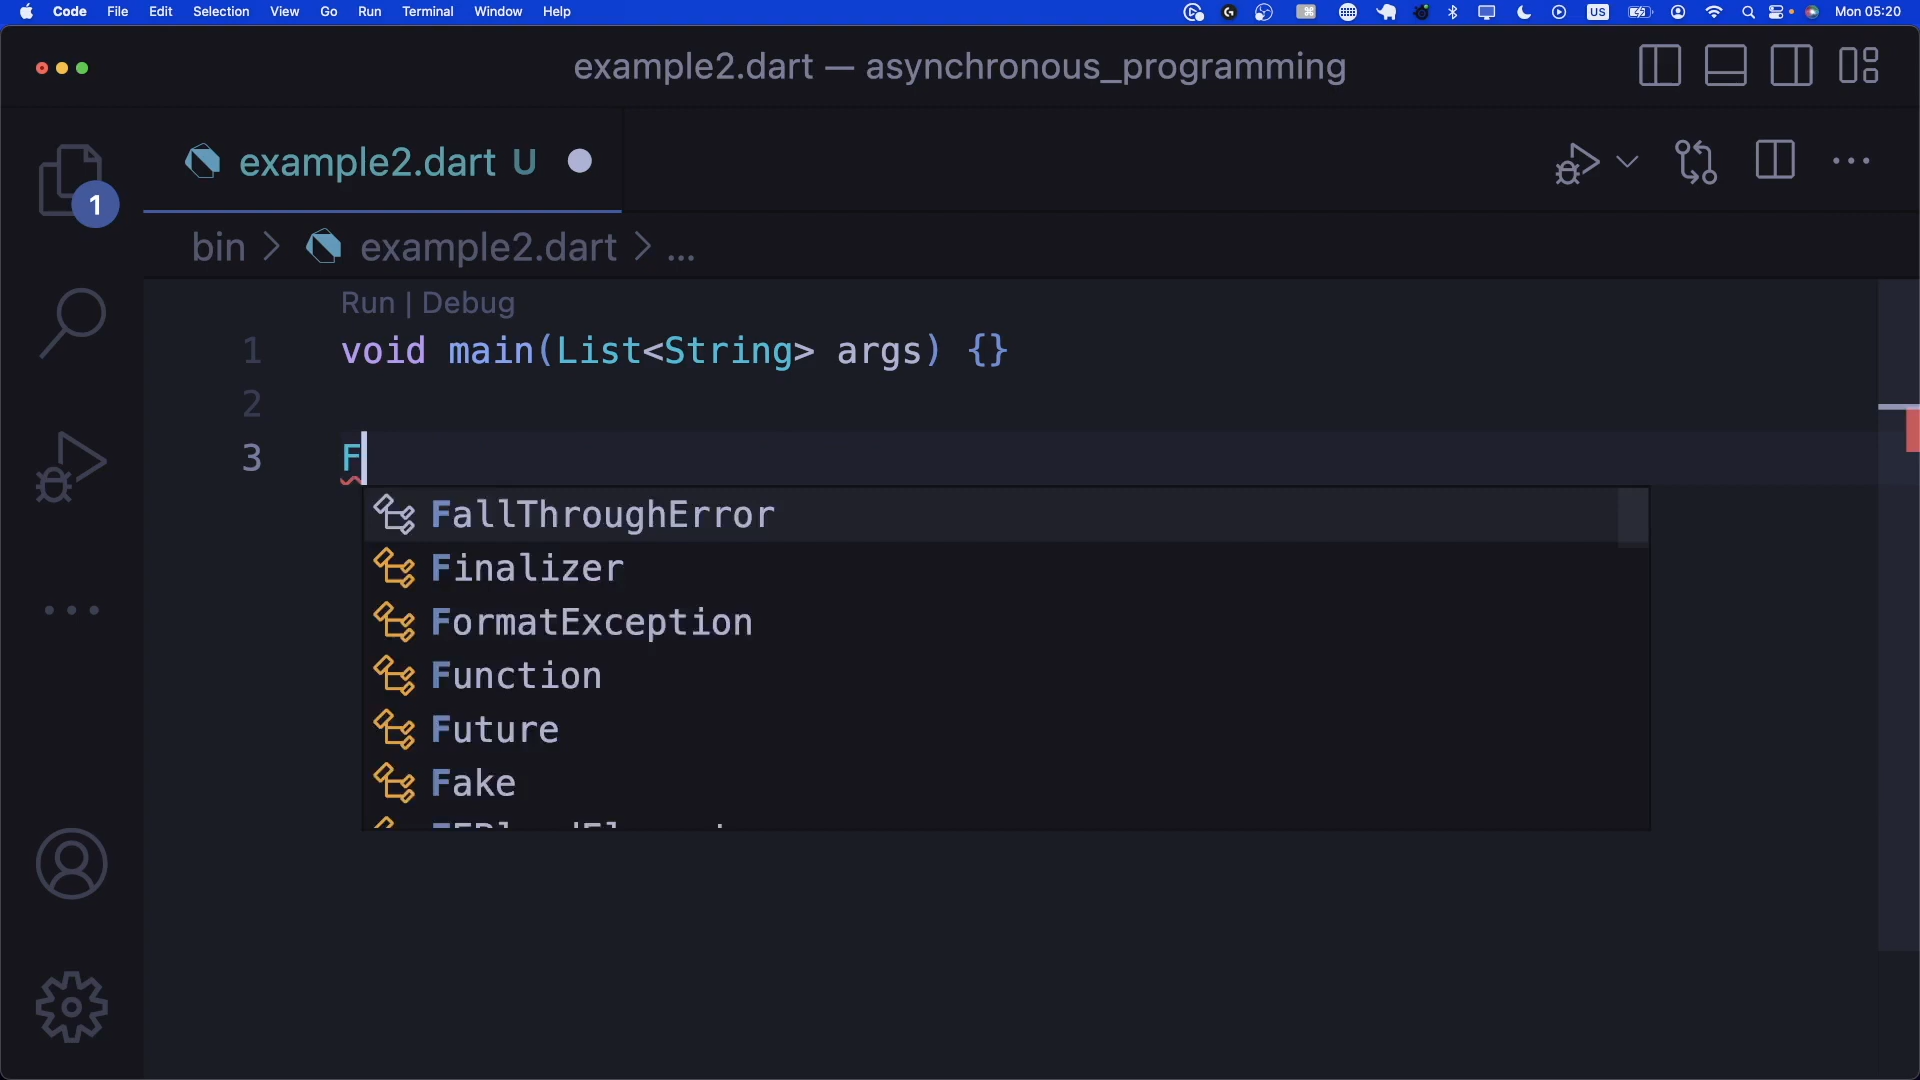 Code File Edit Selection View Go Run Terminal Window Help US Mon 05:20
example2.dart — asynchronous_programming
1
example2.dart U
bin > example2.dart > ...
Run | Debug
1 void main(List<String> args) {}
2
3 F
FallThroughError
Finalizer
FormatException
Function
Future
Fake